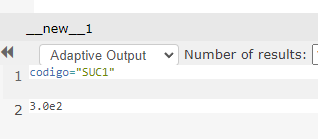 __new__1
Adaptive Output Number of results:
1 codigo="SUC1"
2 3.0e2